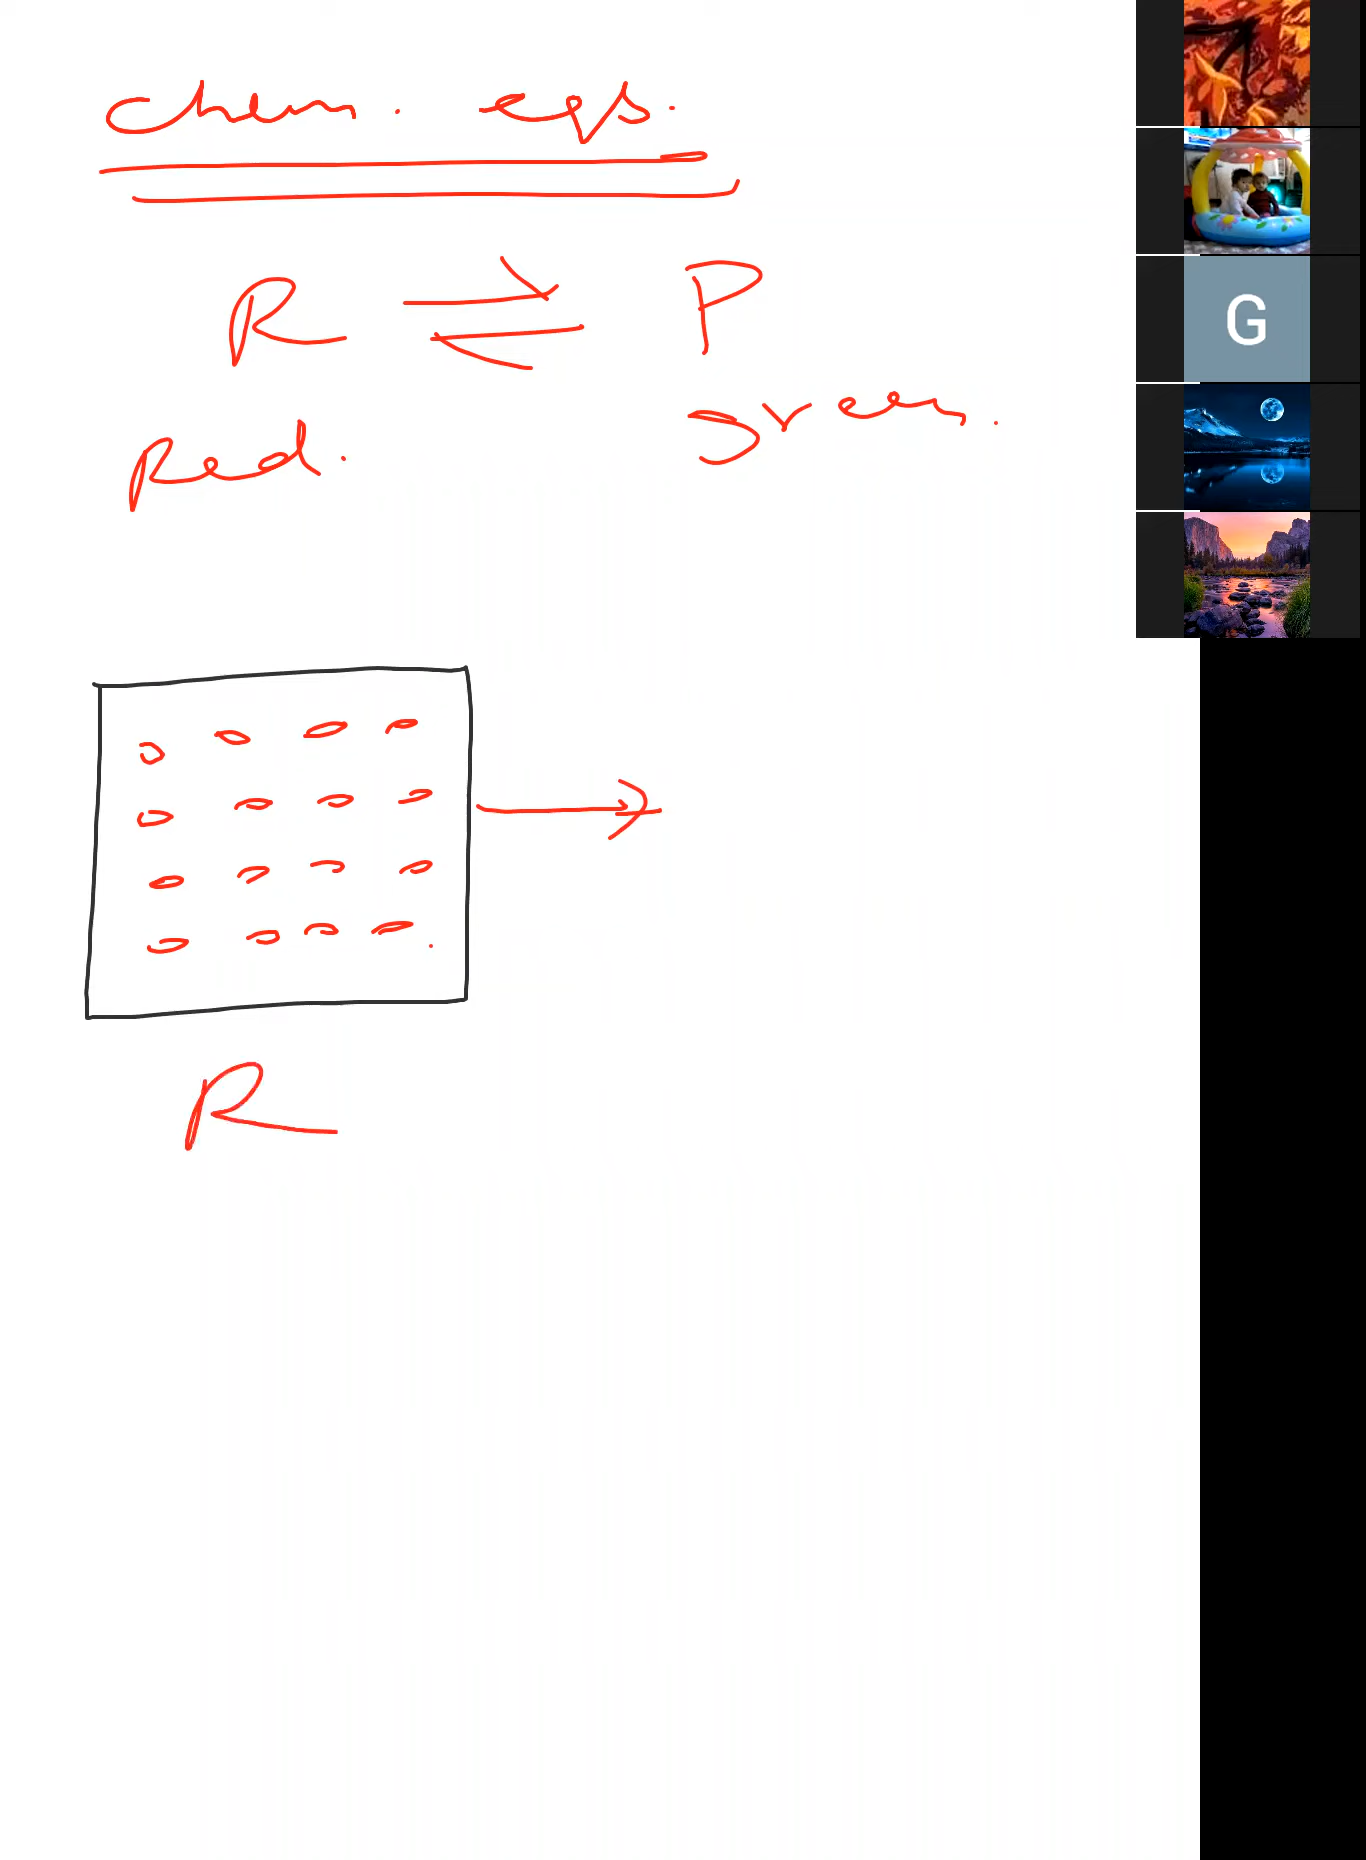 chem. eqs.
R ⇌ P
Red. green.
R
G